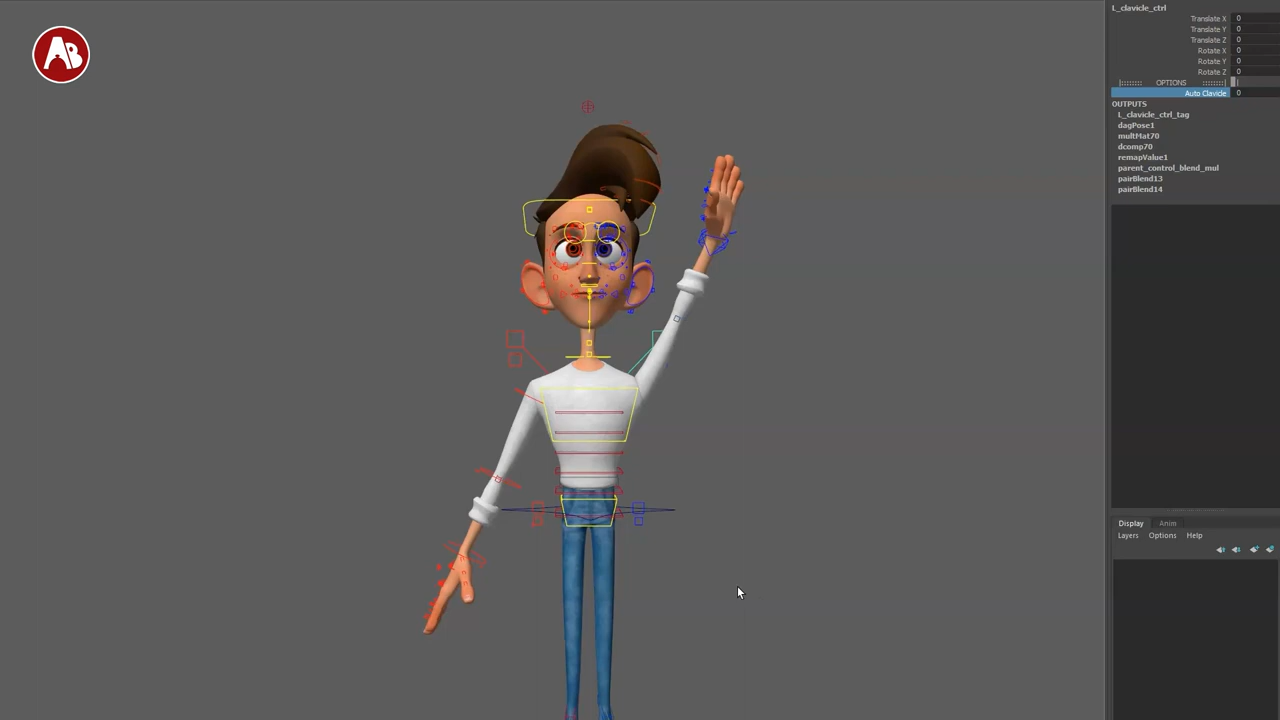 AB
L_clavicle_ctrl
Translate X 0
Translate Y 0
Translate Z 0
Rotate X 0
Rotate Y 0
Rotate Z 0
|:::::::: OPTIONS ::::::::|
Auto Clavicle 0
OUTPUTS
L_clavicle_ctrl_tag
dagPose1
multMat70
dcomp70
remapValue1
parent_control_blend_mul
pairBlend13
pairBlend14
Display Anim
Layers Options Help